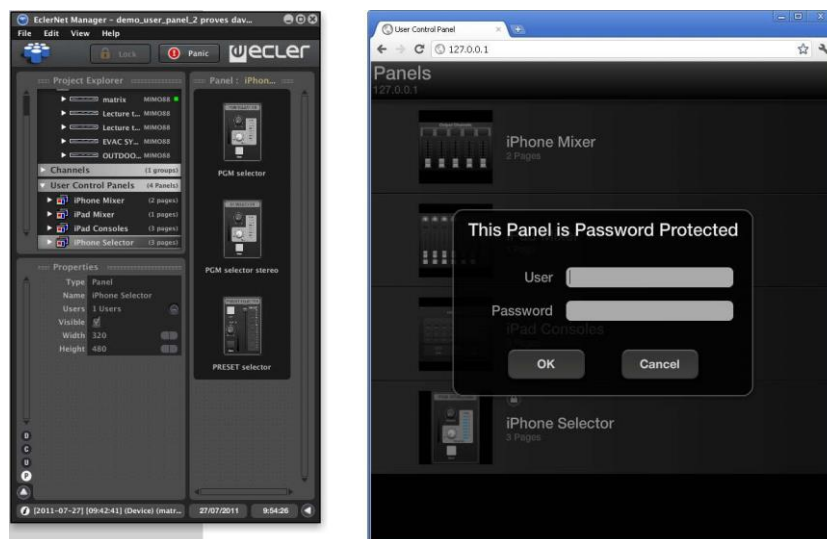 EclerNet Manager - demo_user_panel_2 proves dav...
File Edit View Help
Lock
Panic
ecler
Project Explorer
matrix MIMO88
Lecture t... MIMO88
Lecture t... MIMO88
EVAC SY... MIMO88
OUTDOO... MIMO88
Channels (1 groups)
User Control Panels (4 Panels)
iPhone Mixer (2 pages)
iPad Mixer (1 pages)
iPad Consoles (3 pages)
iPhone Selector (3 pages)
Properties
Type Panel
Name iPhone Selector
Users 1 Users
Visible
Width 320
Height 480
D
C
U
P
Panel : iPhon...
PGM selector
PGM selector stereo
PRESET selector
[2011-07-27] [09:42:41] (Device) (matr...
27/07/2011
9:54:26
User Control Panel
127.0.0.1
Panels
127.0.0.1
iPhone Mixer
2 Pages
This Panel is Password Protected
User
Password
iPad Consoles
OK
Cancel
iPhone Selector
3 Pages